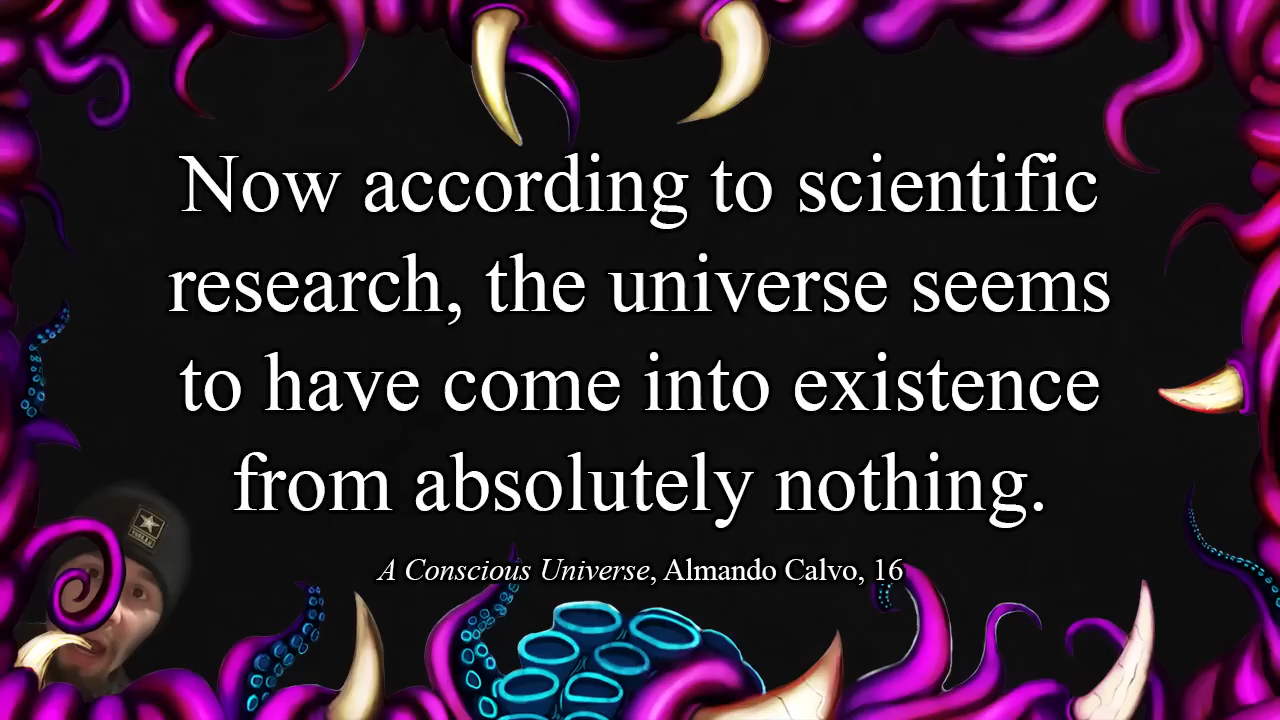 Now according to scientific
research, the universe seems
to have come into existence
from absolutely nothing.
A Conscious Universe, Almando Calvo, 16